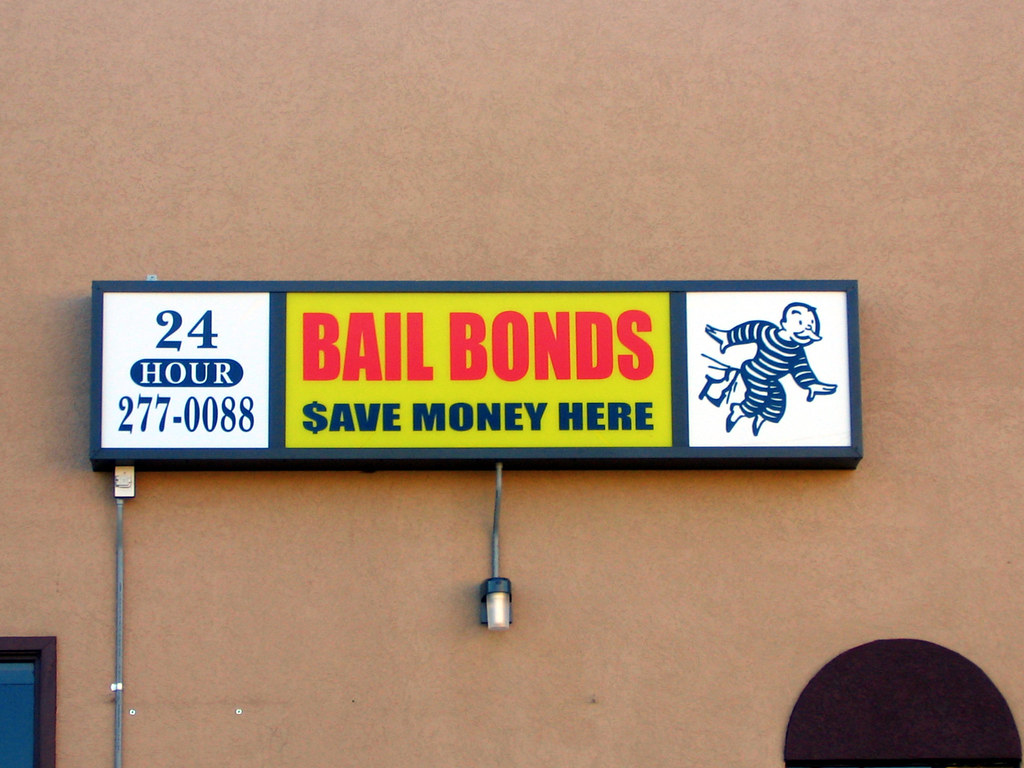 24
HOUR
277-0088
BAIL BONDS
$AVE MONEY HERE